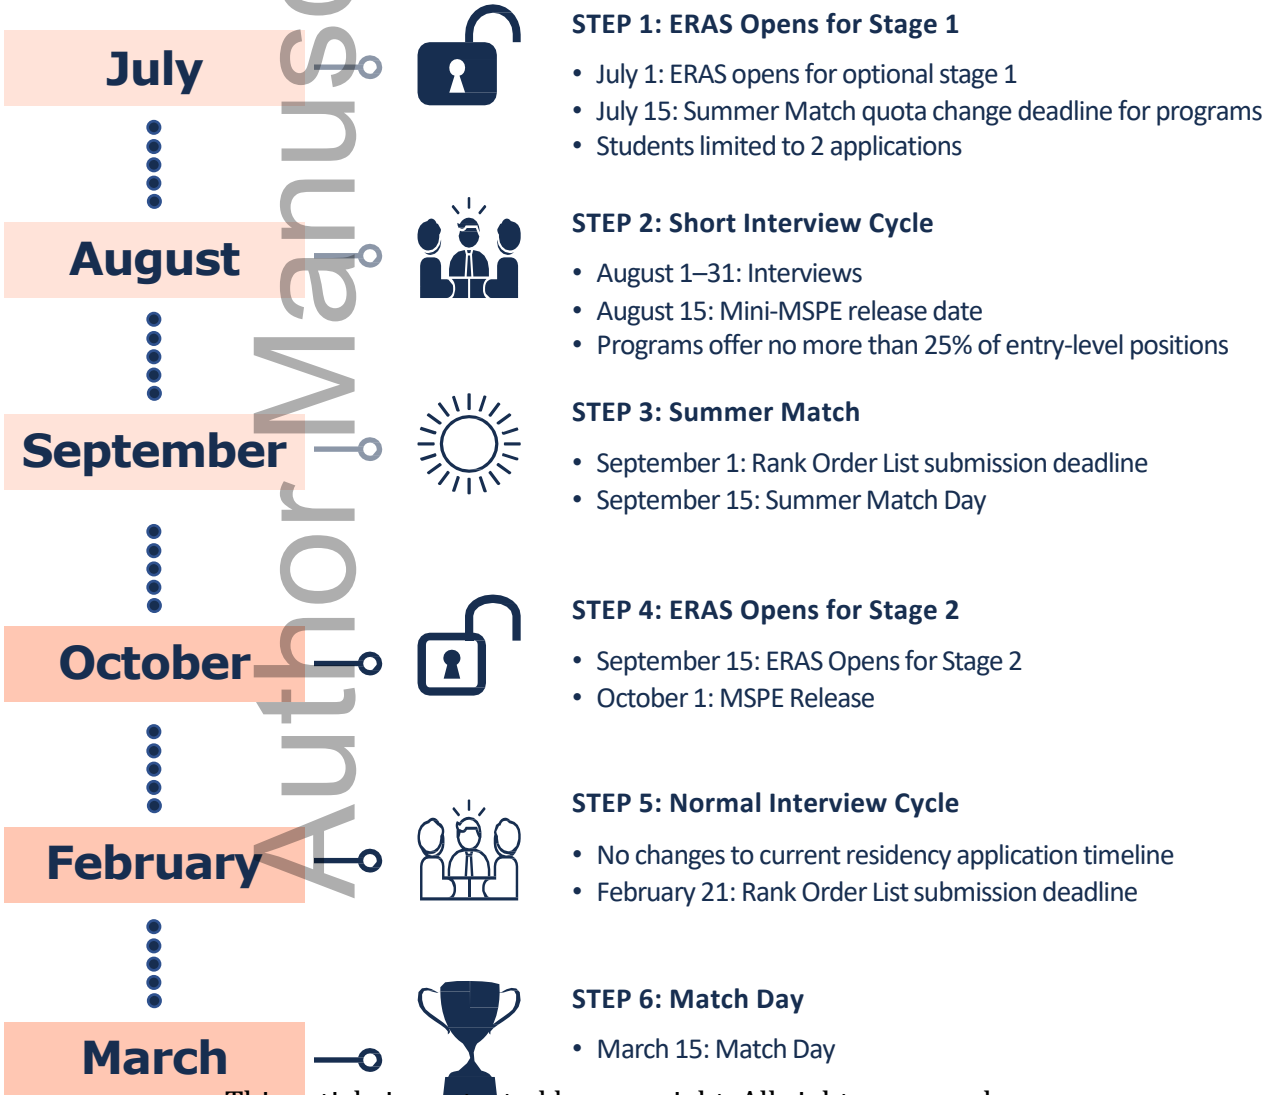 July
STEP 1: ERAS Opens for Stage 1
• July 1: ERAS opens for optional stage 1
• July 15: Summer Match quota change deadline for programs
• Students limited to 2 applications
August
STEP 2: Short Interview Cycle
• August 1–31: Interviews
• August 15: Mini-MSPE release date
• Programs offer no more than 25% of entry-level positions
September
STEP 3: Summer Match
• September 1: Rank Order List submission deadline
• September 15: Summer Match Day
October
STEP 4: ERAS Opens for Stage 2
• September 15: ERAS Opens for Stage 2
• October 1: MSPE Release
February
STEP 5: Normal Interview Cycle
• No changes to current residency application timeline
• February 21: Rank Order List submission deadline
March
STEP 6: Match Day
• March 15: Match Day
Author Manusc